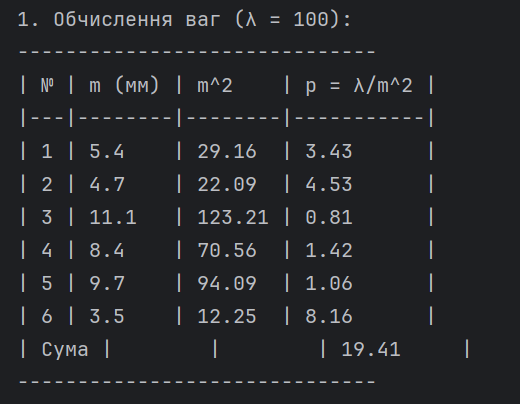 1. Обчислення ваг (λ = 100):
------------------------------
| № | m (мм) | m^2    | p = λ/m^2 |
|---|--------|--------|-----------|
| 1 | 5.4    | 29.16  | 3.43      |
| 2 | 4.7    | 22.09  | 4.53      |
| 3 | 11.1   | 123.21 | 0.81      |
| 4 | 8.4    | 70.56  | 1.42      |
| 5 | 9.7    | 94.09  | 1.06      |
| 6 | 3.5    | 12.25  | 8.16      |
| Сума |        |        | 19.41     |
------------------------------